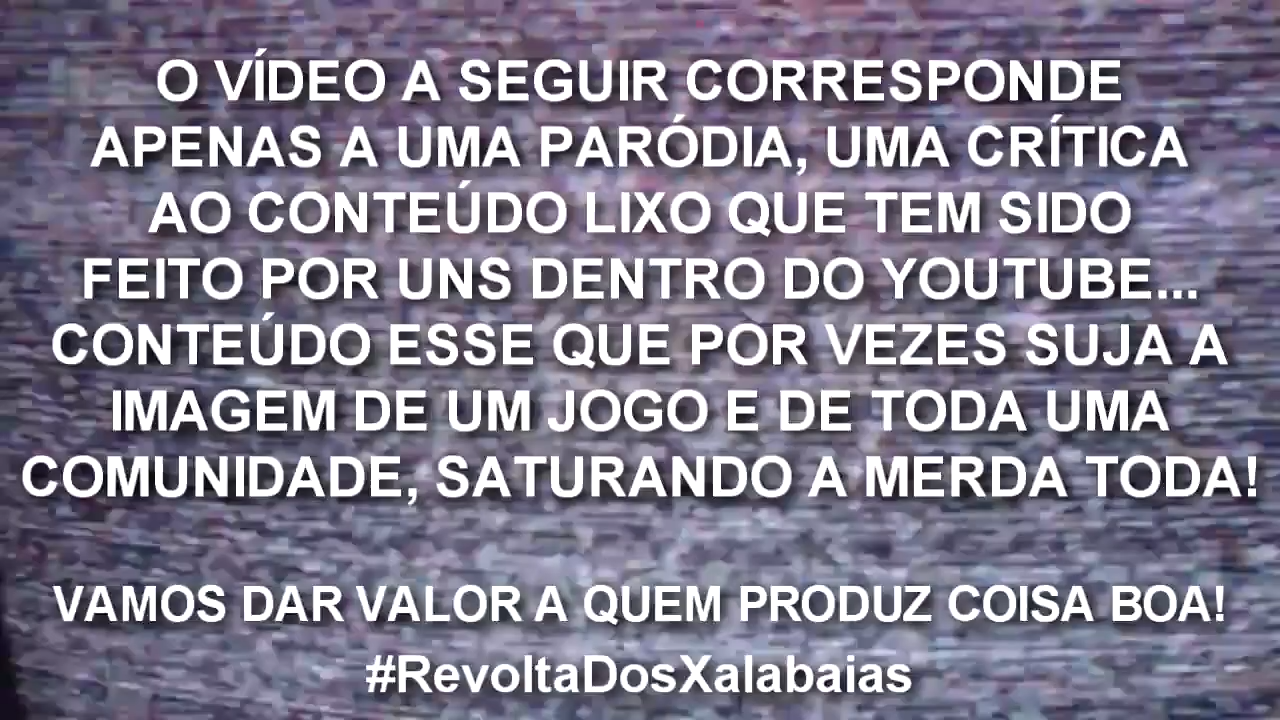 O VÍDEO A SEGUIR CORRESPONDE
APENAS A UMA PARÓDIA, UMA CRÍTICA
AO CONTEÚDO LIXO QUE TEM SIDO
FEITO POR UNS DENTRO DO YOUTUBE...
CONTEÚDO ESSE QUE POR VEZES SUJA A
IMAGEM DE UM JOGO E DE TODA UMA
COMUNIDADE, SATURANDO A MERDA TODA!
VAMOS DAR VALOR A QUEM PRODUZ COISA BOA!
#RevoltaDosXalabaias